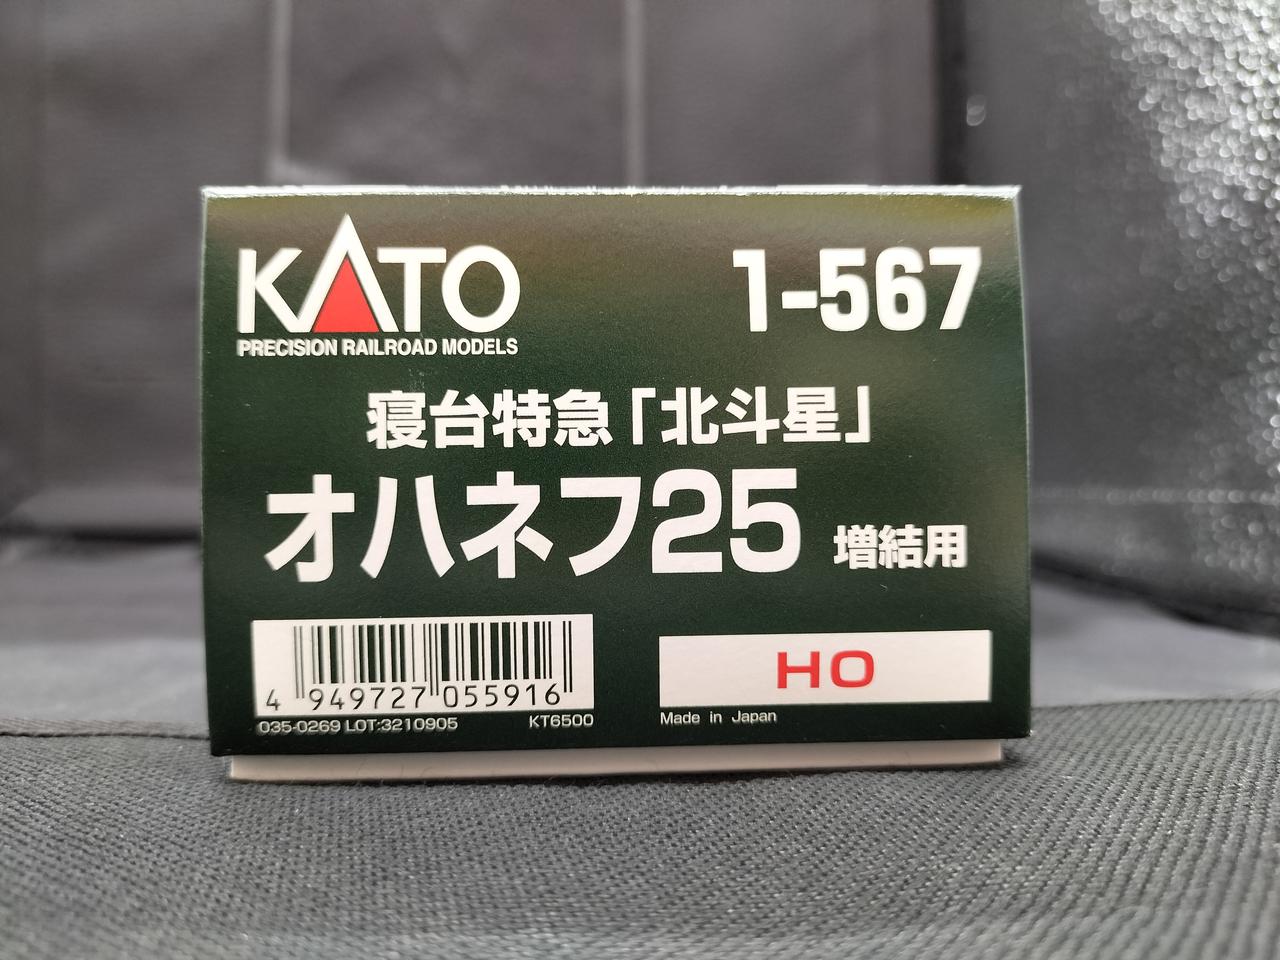 KATO 1-567
PRECISION RAILROAD MODELS
寝台特急「北斗星」
オハネフ25 増結用
4 949727 055916
035-0269 LOT:3210905 KT6500
HO
Made in Japan